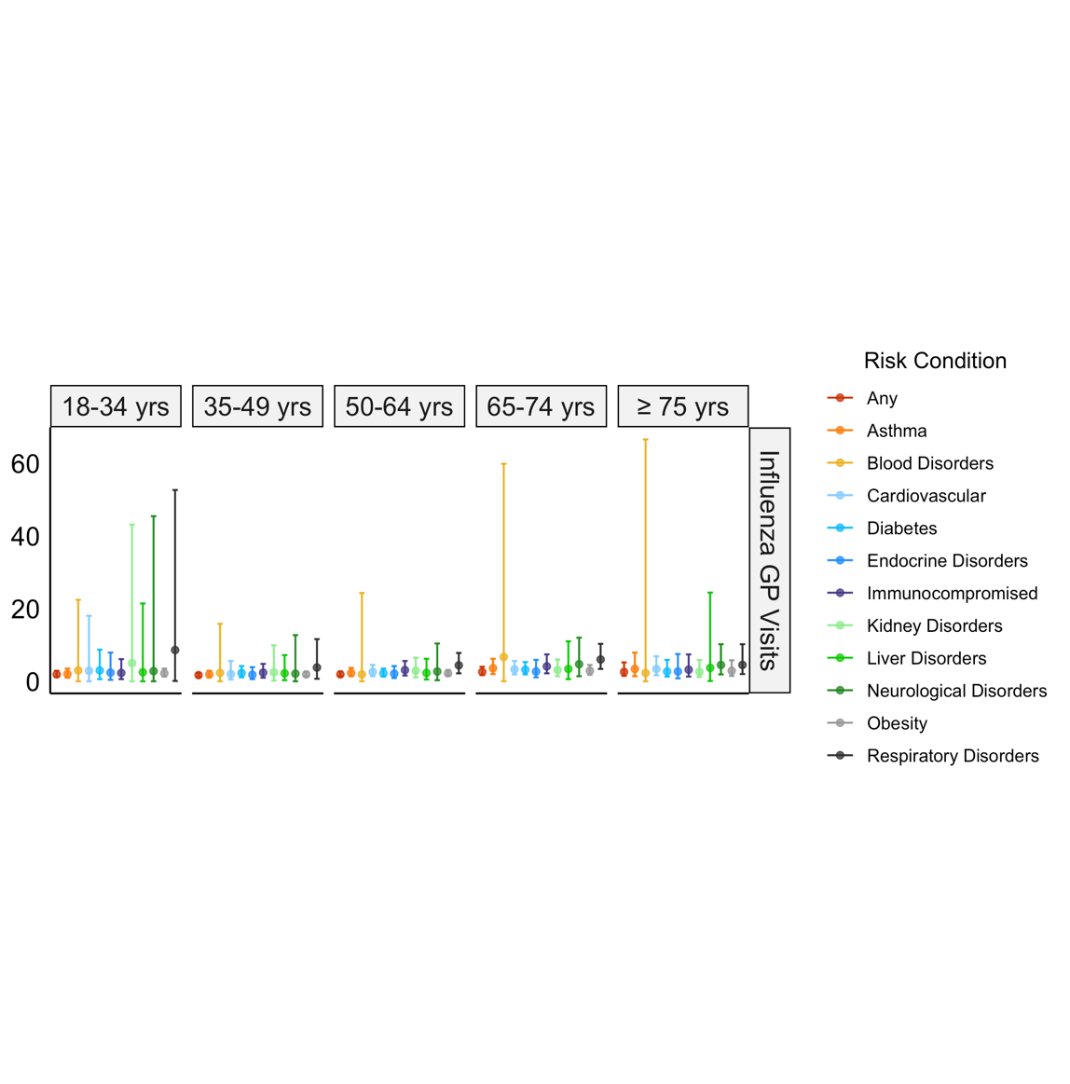 Risk Condition
18-34 yrs
35-49 yrs
50-64 yrs
65-74 yrs
≥ 75 yrs
60
40
20
0
Influenza GP Visits
Any
Asthma
Blood Disorders
Cardiovascular
Diabetes
Endocrine Disorders
Immunocompromised
Kidney Disorders
Liver Disorders
Neurological Disorders
Obesity
Respiratory Disorders